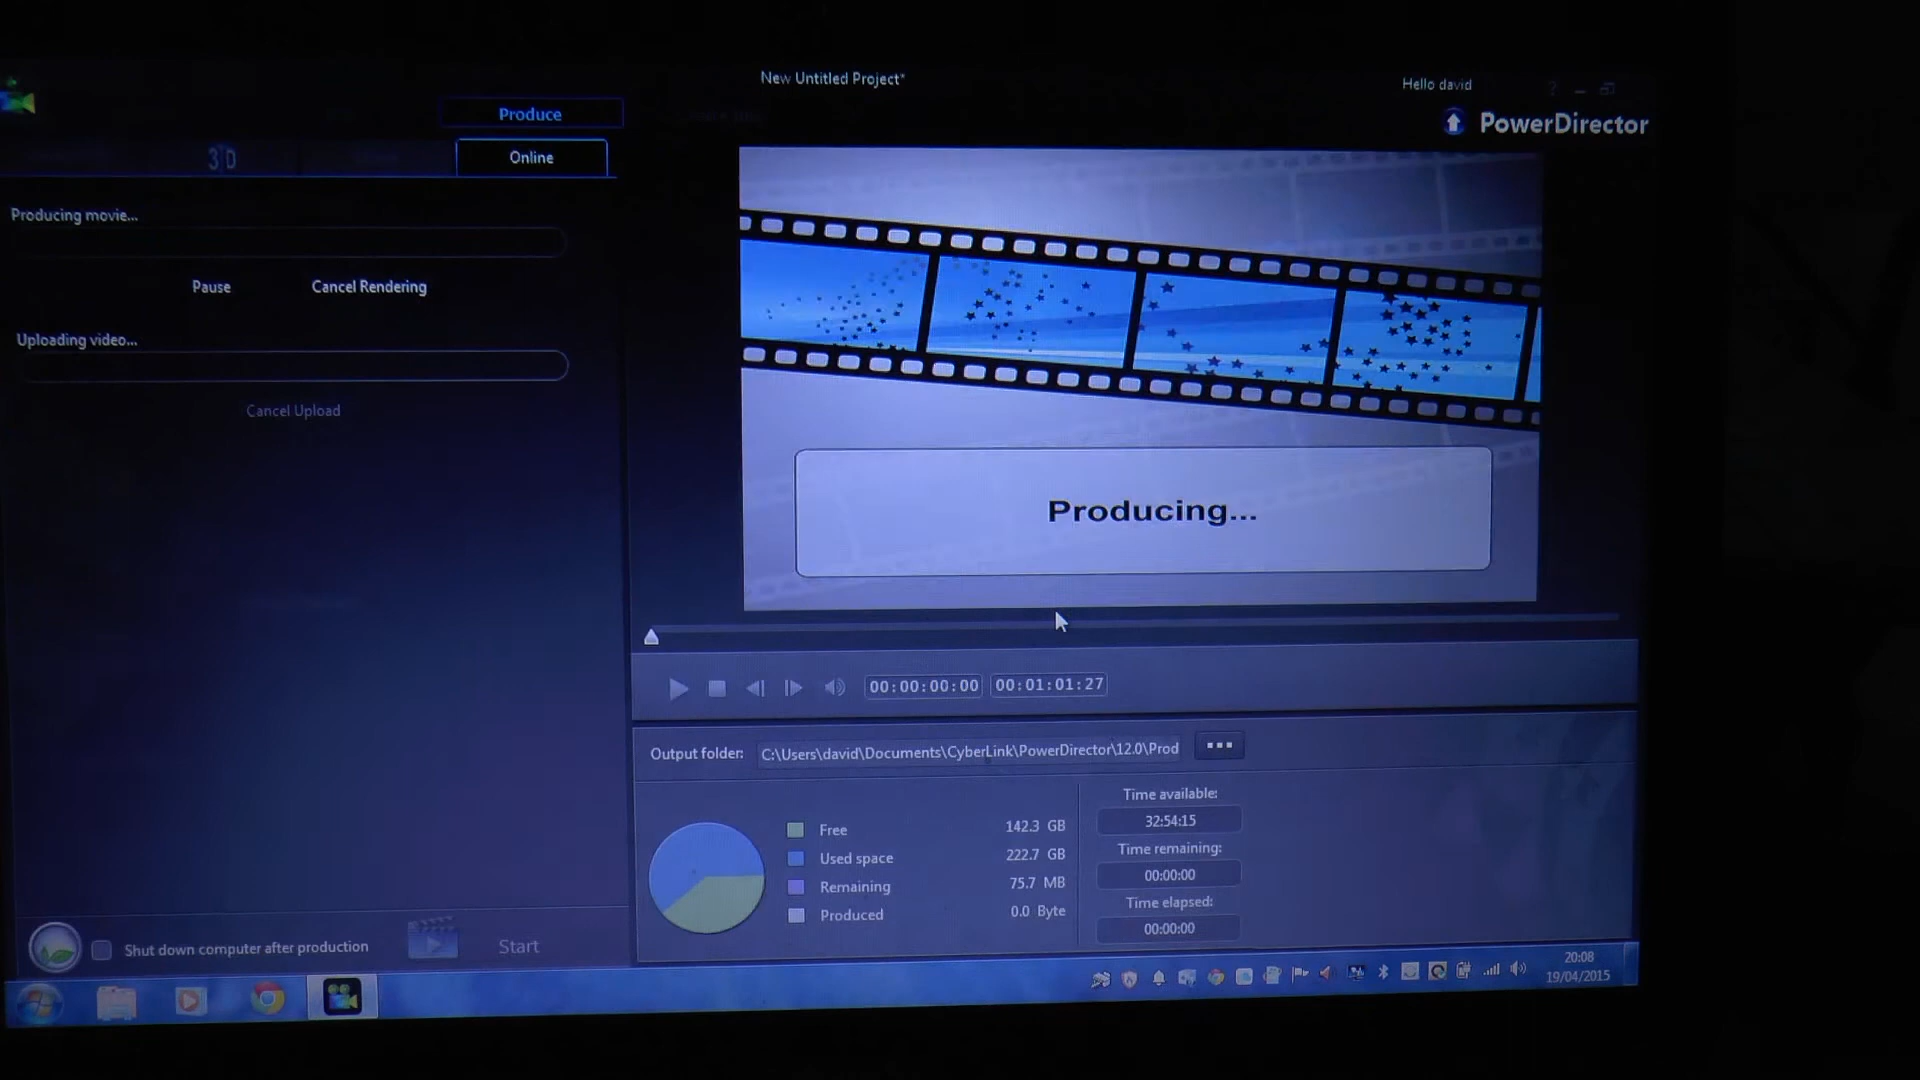 New Untitled Project*
Hello david
? 
Produce
PowerDirector
3D
Online
Producing movie...
Pause
Cancel Rendering
Uploading video...
Cancel Upload
Producing...
00:00:00:00
00:01:01:27
Output folder:
C:\Users\david\Documents\CyberLink\PowerDirector\12.0\Prod
...
Free 142.3 GB
Used space 222.7 GB
Remaining 75.7 MB
Produced 0.0 Byte
Time available:
32:54:15
Time remaining:
00:00:00
Time elapsed:
00:00:00
Shut down computer after production
Start
20:08
19/04/2015